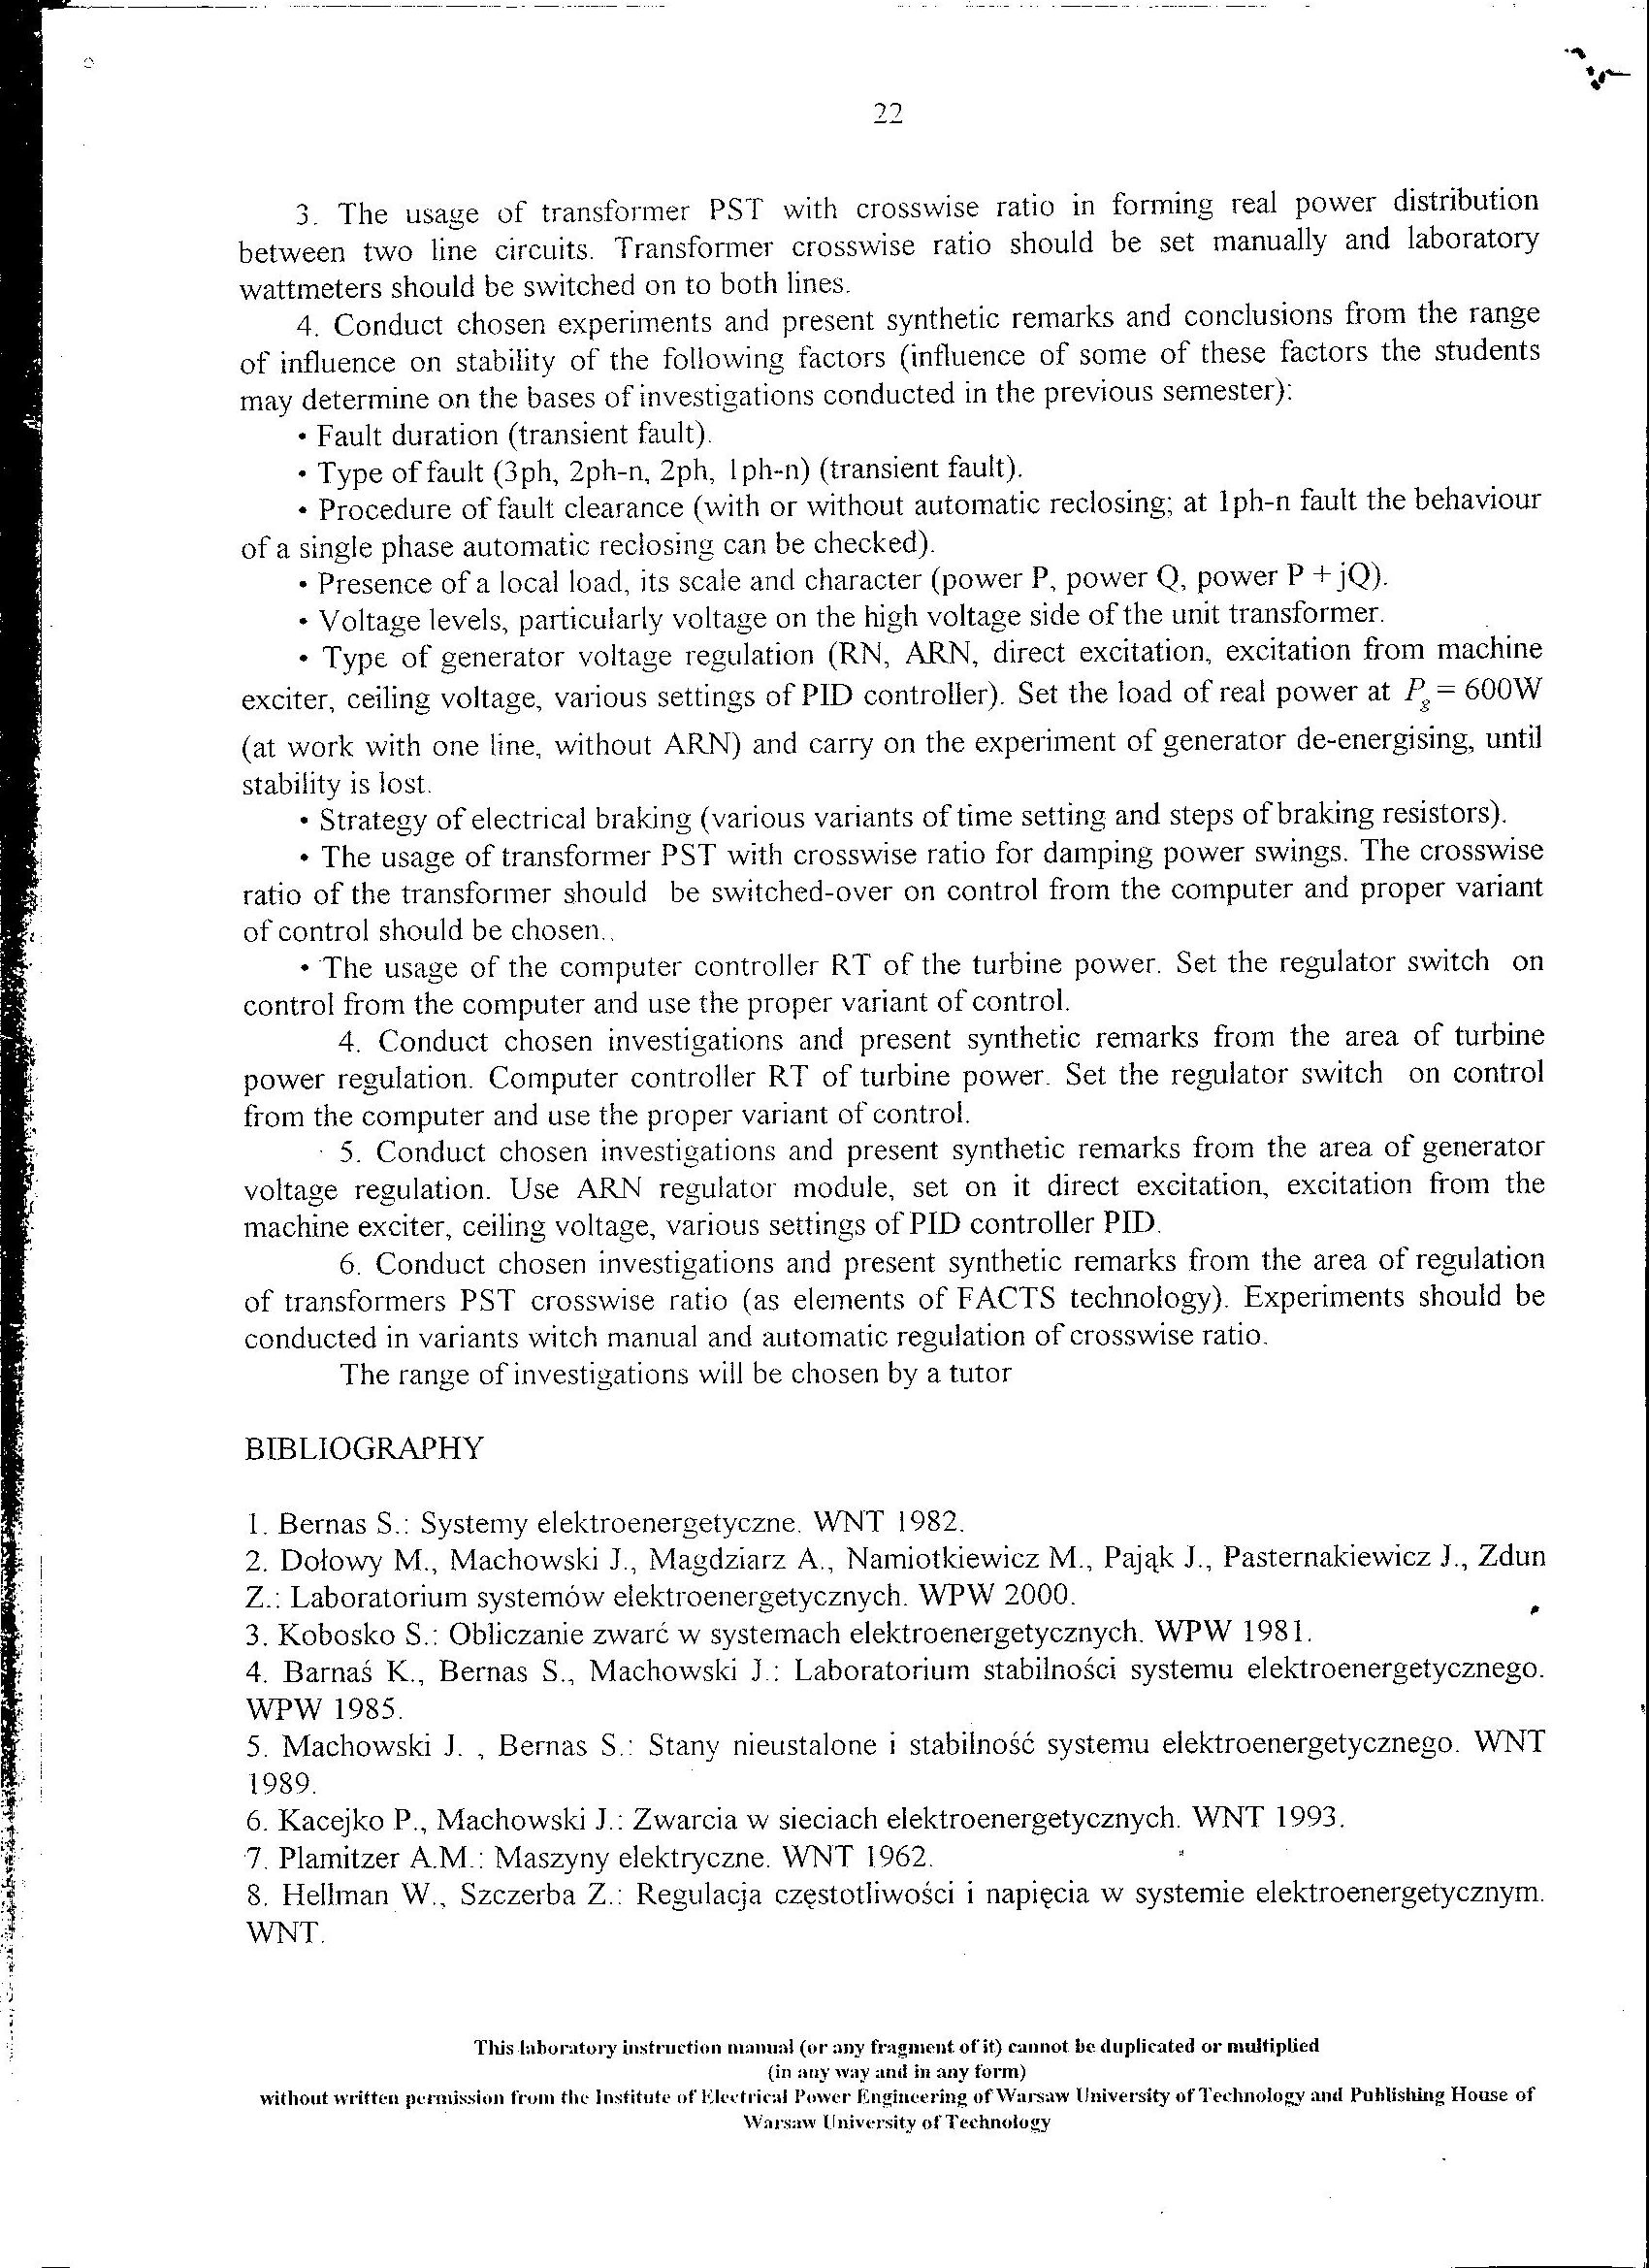 22
3. The usage of transformer PST with crosswise ratio in forming real power distribution
between two line circuits. Transformer crosswise ratio should be set manually and laboratory
wattmeters should be switched on to both lines.
4. Conduct chosen experiments and present synthetic remarks and conclusions from the range
of influence on stability of the following factors (influence of some of these factors the students
may determine on the bases of investigations conducted in the previous semester):
• Fault duration (transient fault).
• Type of fault (3ph, 2ph-n, 2ph, 1ph-n) (transient fault).
• Procedure of fault clearance (with or without automatic reclosing; at 1ph-n fault the behaviour
of a single phase automatic reclosing can be checked).
• Presence of a local load, its scale and character (power P, power Q, power P + jQ).
• Voltage levels, particularly voltage on the high voltage side of the unit transformer.
• Type of generator voltage regulation (RN, ARN, direct excitation, excitation from machine
exciter, ceiling voltage, various settings of PID controller). Set the load of real power at P_g = 600W
(at work with one line, without ARN) and carry on the experiment of generator de-energising, until
stability is lost.
• Strategy of electrical braking (various variants of time setting and steps of braking resistors).
• The usage of transformer PST with crosswise ratio for damping power swings. The crosswise
ratio of the transformer should be switched-over on control from the computer and proper variant
of control should be chosen..
• The usage of the computer controller RT of the turbine power. Set the regulator switch on
control from the computer and use the proper variant of control.
4. Conduct chosen investigations and present synthetic remarks from the area of turbine
power regulation. Computer controller RT of turbine power. Set the regulator switch on control
from the computer and use the proper variant of control.
5. Conduct chosen investigations and present synthetic remarks from the area of generator
voltage regulation. Use ARN regulator module, set on it direct excitation, excitation from the
machine exciter, ceiling voltage, various settings of PID controller PID.
6. Conduct chosen investigations and present synthetic remarks from the area of regulation
of transformers PST crosswise ratio (as elements of FACTS technology). Experiments should be
conducted in variants witch manual and automatic regulation of crosswise ratio.
The range of investigations will be chosen by a tutor
BIBLIOGRAPHY
1. Bernas S.: Systemy elektroenergetyczne. WNT 1982.
2. Dołowy M., Machowski J., Magdziarz A., Namiotkiewicz M., Pająk J., Pasternakiewicz J., Zdun
Z.: Laboratorium systemów elektroenergetycznych. WPW 2000.
3. Kobosko S.: Obliczanie zwarć w systemach elektroenergetycznych. WPW 1981.
4. Barnaś K., Bernas S., Machowski J.: Laboratorium stabilności systemu elektroenergetycznego.
WPW 1985.
5. Machowski J. , Bernas S.: Stany nieustalone i stabilność systemu elektroenergetycznego. WNT
1989.
6. Kacejko P., Machowski J.: Zwarcia w sieciach elektroenergetycznych. WNT 1993.
7. Plamitzer A.M.: Maszyny elektryczne. WNT 1962.
8. Hellman W., Szczerba Z.: Regulacja częstotliwości i napięcia w systemie elektroenergetycznym.
WNT.
This laboratory instruction manual (or any fragment of it) cannot be duplicated or multiplied
(in any way and in any form)
without written permission from the Institute of Electrical Power Engineering of Warsaw University of Technology and Publishing House of
Warsaw University of Technology